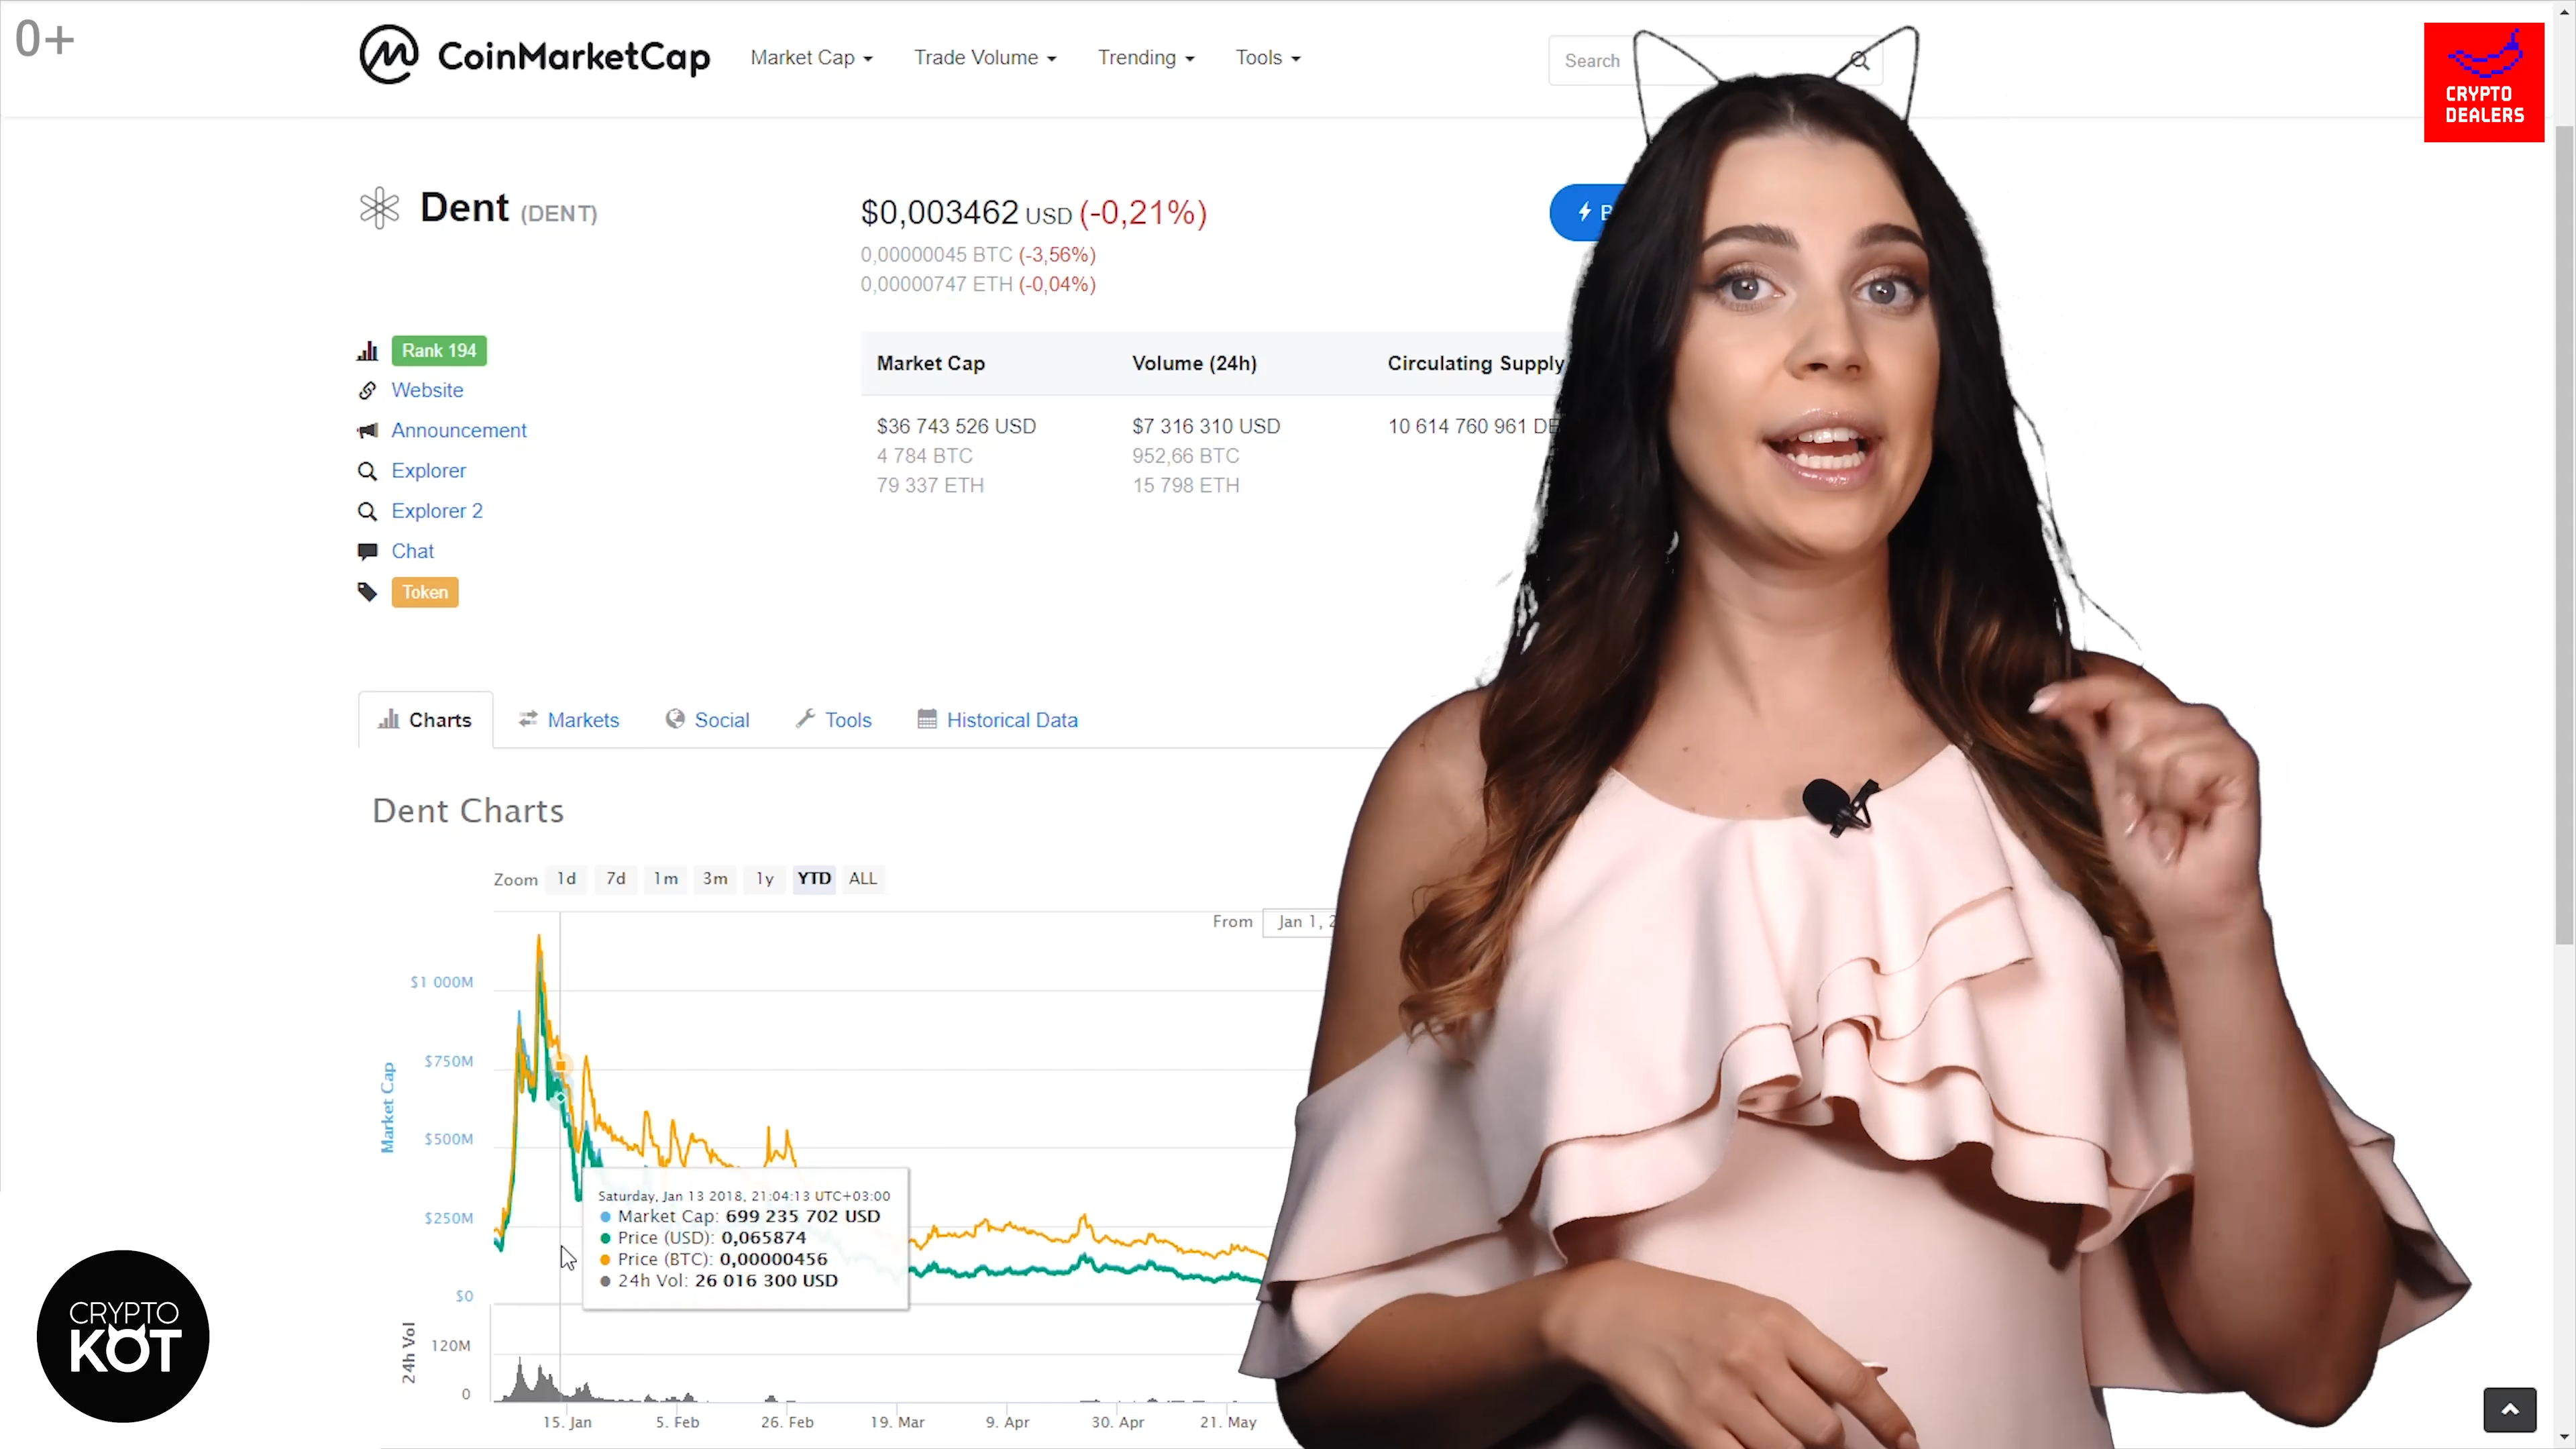 0+
CoinMarketCap
Market Cap
Trade Volume
Trending
Tools
Search
CRYPTO
DEALERS
Dent (DENT)
$0,003462 USD (-0,21%)
0,00000045 BTC (-3,56%)
0,00000747 ETH (-0,04%)
B
Rank 194
Website
Announcement
Explorer
Explorer 2
Chat
Token
Market Cap
Volume (24h)
Circulating Supply
$36 743 526 USD
4 784 BTC
79 337 ETH
$7 316 310 USD
952,66 BTC
15 798 ETH
10 614 760 961 DE
Charts
Markets
Social
Tools
Historical Data
Dent Charts
Zoom 1d 7d 1m 3m 1y YTD ALL
From Jan 1, 2
$1 000M
$750M
$500M
$250M
$0
Market Cap
Saturday, Jan 13 2018, 21:04:13 UTC+03:00
Market Cap: 699 235 702 USD
Price (USD): 0,065874
Price (BTC): 0,00000456
24h Vol: 26 016 300 USD
24h Vol
120M
0
15. Jan
5. Feb
26. Feb
19. Mar
9. Apr
30. Apr
21. May
CRYPTO
KOT